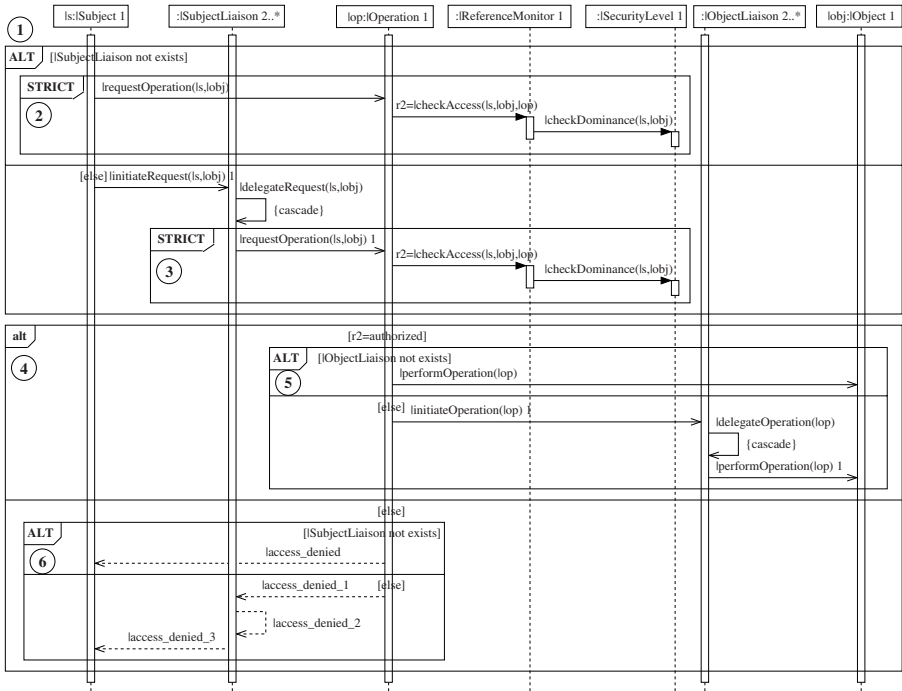 |s:|Subject 1 :|SubjectLiaison 2..* |op:|Operation 1 :|ReferenceMonitor 1 :|SecurityLevel 1 :|ObjectLiaison 2..* |obj:|Object 1
1
ALT [|SubjectLiaison not exists]
STRICT |requestOperation(|s,|obj)
2 r2=|checkAccess(|s,|obj,|op)
|checkDominance(|s,|obj)
[else] |initiateRequest(|s,|obj) 1
|delegateRequest(|s,|obj)
{cascade}
STRICT |requestOperation(|s,|obj) 1
3 r2=|checkAccess(|s,|obj,|op)
|checkDominance(|s,|obj)
alt [r2=authorized]
4 ALT [|ObjectLiaison not exists]
5 |performOperation(|op)
[else] |initiateOperation(|op) 1
|delegateOperation(|op)
{cascade}
|performOperation(|op) 1
[else]
ALT [|SubjectLiaison not exists]
6 |access_denied
|access_denied_1 [else]
|access_denied_2
|access_denied_3